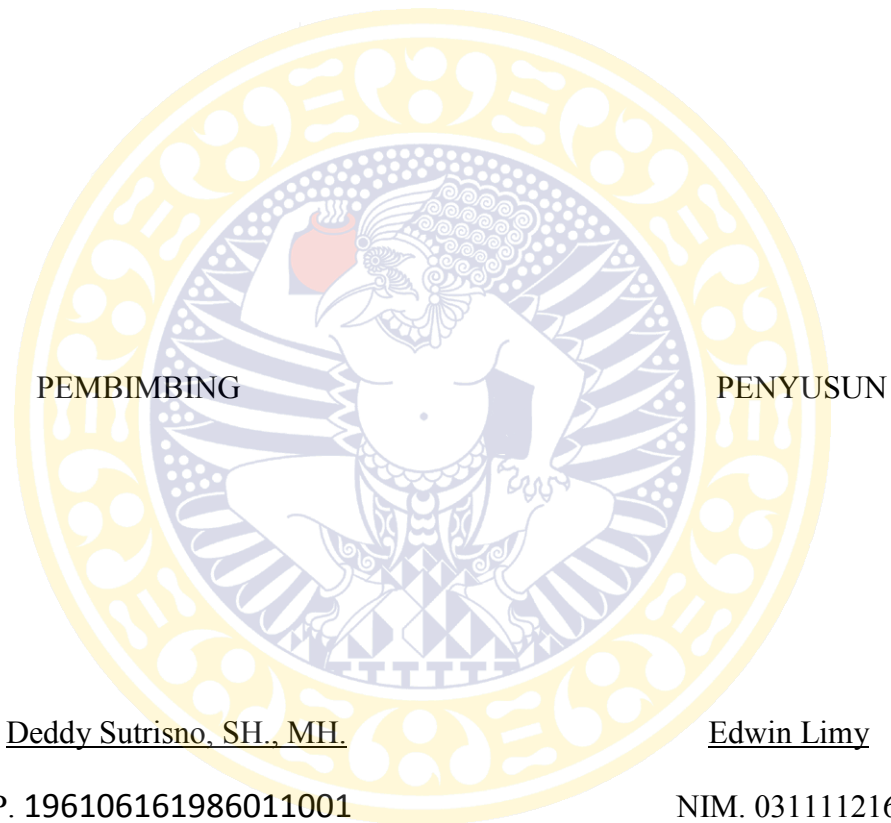 PEMBIMBING PENYUSUN
Deddy Sutrisno, SH., MH. Edwin Limy
P. 196106161986011001 NIM. 031111216